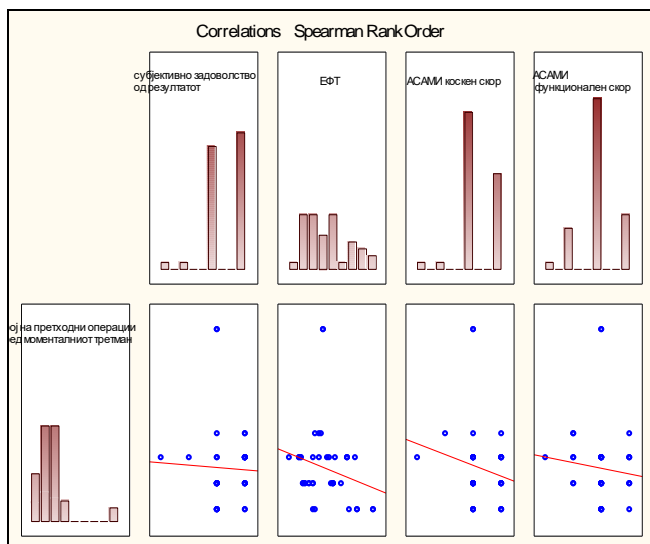 Correlations Spearman Rank Order
субјективно задоволство
од резултатот
ЕФТ
АСАМИ коскен скор
АСАМИ
функционален скор
ој на претходни операции
ед моменталниот третман